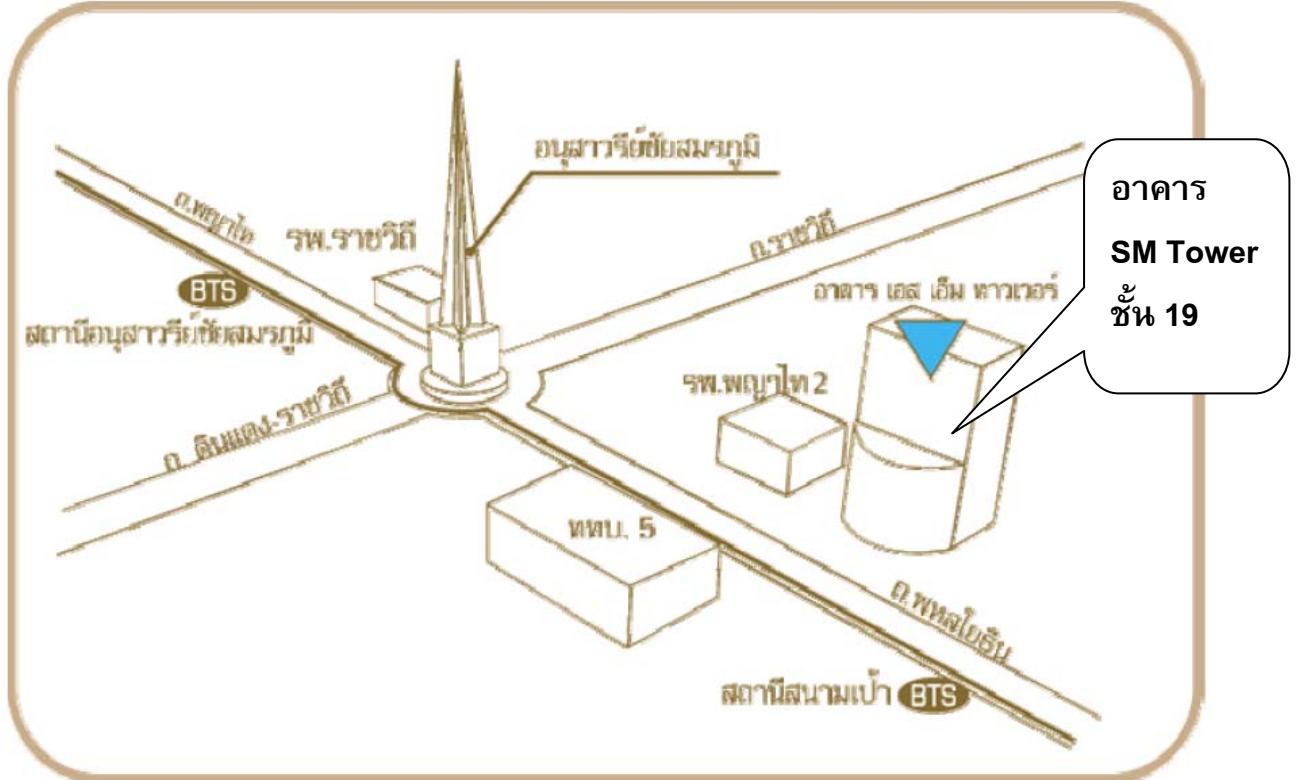 อนุสาวรีย์ชัยสมรภูมิ
ถ.พญาไท
รพ.ราชวิถี
ถ.ราชวิถี
อาคาร
SM Tower
ชั้น 19
BTS
สถานีอนุสาวรีย์ชัยสมรภูมิ
อาคาร เอส เอ็ม ทาวเวอร์
รพ.พญาไท 2
ถ. ดินแดง-ราชวิถี
ททบ. 5
ถ.พหลโยธิน
สถานีสนามเป้า BTS